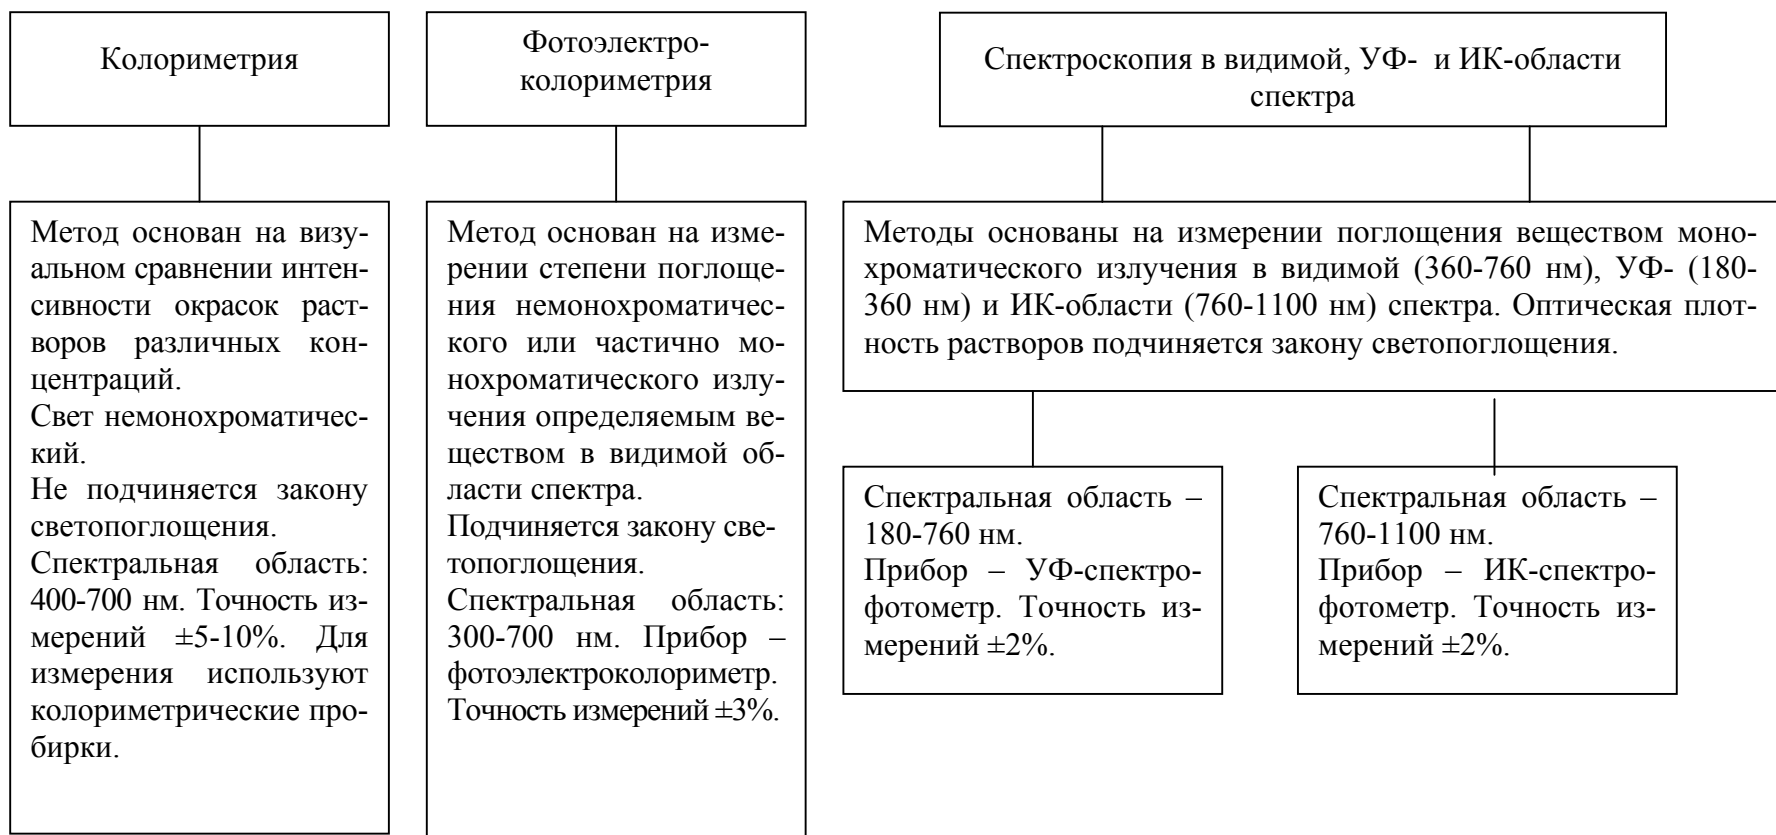 Колориметрия
Фотоэлектро-
колориметрия
Спектроскопия в видимой, УФ- и ИК-области
спектра
Метод основан на визу-
альном сравнении интен-
сивности окрасок раст-
воров различных кон-
центраций.
Свет немонохроматичес-
кий.
Не подчиняется закону
светопоглощения.
Спектральная область:
400-700 нм. Точность из-
мерений ±5-10%. Для
измерения используют
колориметрические про-
бирки.
Метод основан на изме-
рении степени поглоще-
ния немонохроматичес-
кого или частично мо-
нохроматического излу-
чения определяемым ве-
ществом в видимой об-
ласти спектра.
Подчиняется закону све-
топоглощения.
Спектральная область:
300-700 нм. Прибор –
фотоэлектроколориметр.
Точность измерений ±3%.
Методы основаны на измерении поглощения веществом моно-
хроматического излучения в видимой (360-760 нм), УФ- (180-
360 нм) и ИК-области (760-1100 нм) спектра. Оптическая плот-
ность растворов подчиняется закону светопоглощения.
Спектральная область –
180-760 нм.
Прибор – УФ-спектро-
фотометр. Точность из-
мерений ±2%.
Спектральная область –
760-1100 нм.
Прибор – ИК-спектро-
фотометр. Точность из-
мерений ±2%.